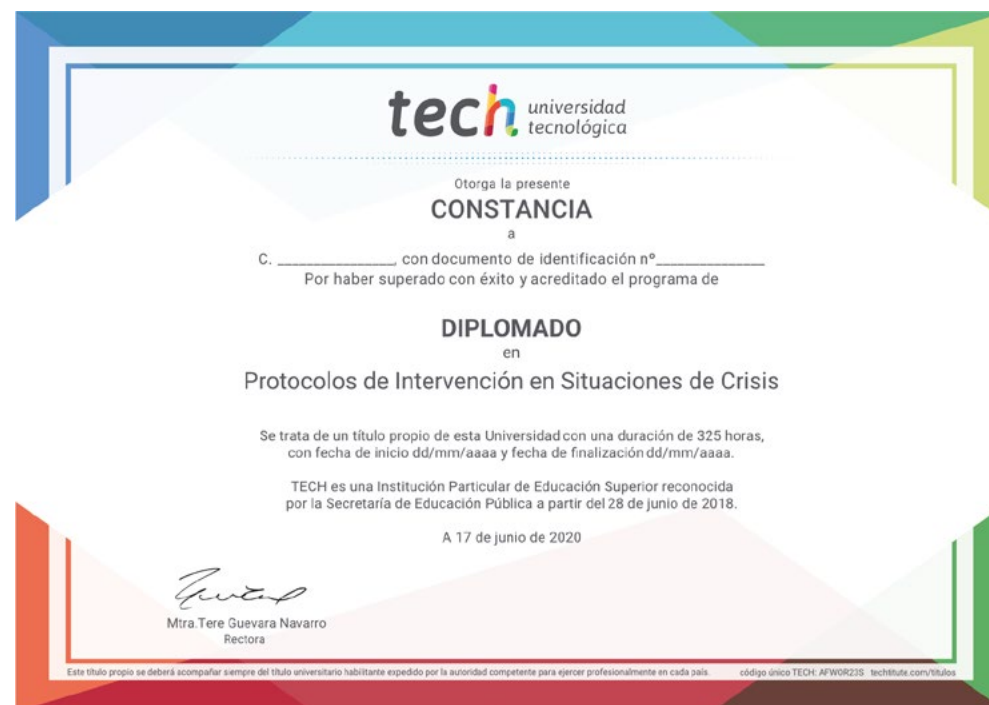 tech universidad
tecnológica
Otorga la presente
CONSTANCIA
a
C. ________________, con documento de identificación nº_______________
Por haber superado con éxito y acreditado el programa de
DIPLOMADO
en
Protocolos de Intervención en Situaciones de Crisis
Se trata de un título propio de esta Universidad con una duración de 325 horas,
con fecha de inicio dd/mm/aaaa y fecha de finalización dd/mm/aaaa.
TECH es una Institución Particular de Educación Superior reconocida
por la Secretaría de Educación Pública a partir del 28 de junio de 2018.
A 17 de junio de 2020
Mtra.Tere Guevara Navarro
Rectora
Este título propio se deberá acompañar siempre del título universitario habilitante expedido por la autoridad competente para ejercer profesionalmente en cada país. código único TECH: AFWOR23S techtitute.com/titulos